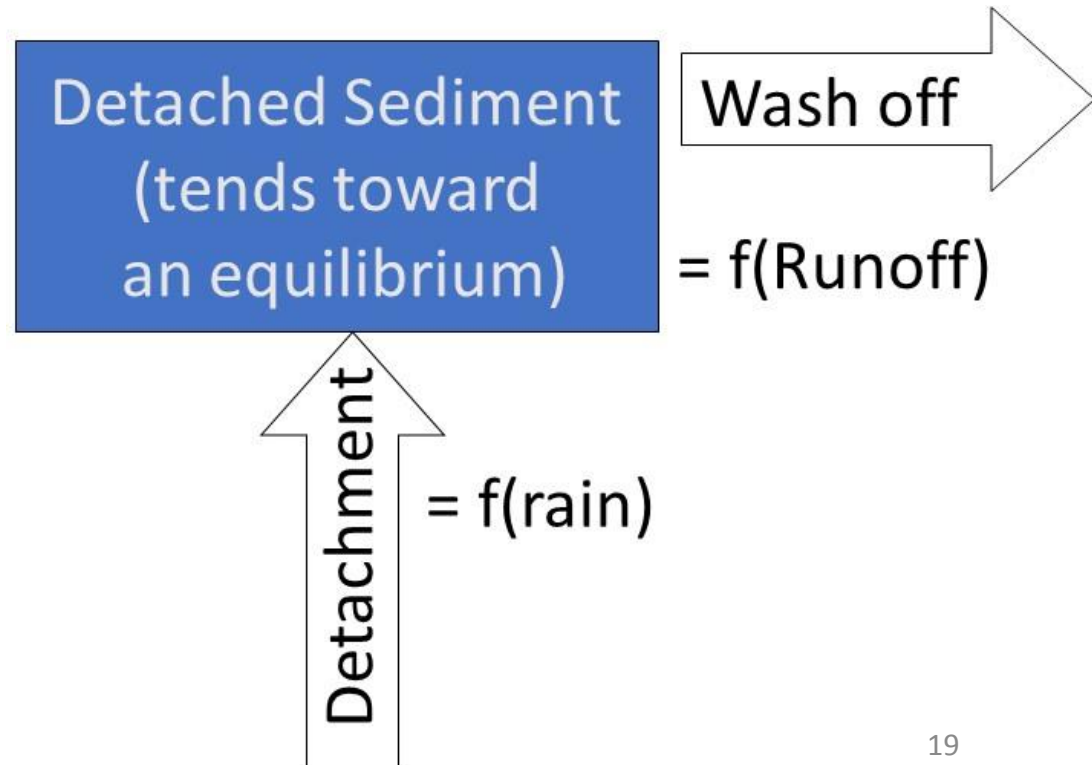 Detached Sediment
(tends toward
an equilibrium)
Wash off
= f(Runoff)
Detachment
= f(rain)
19